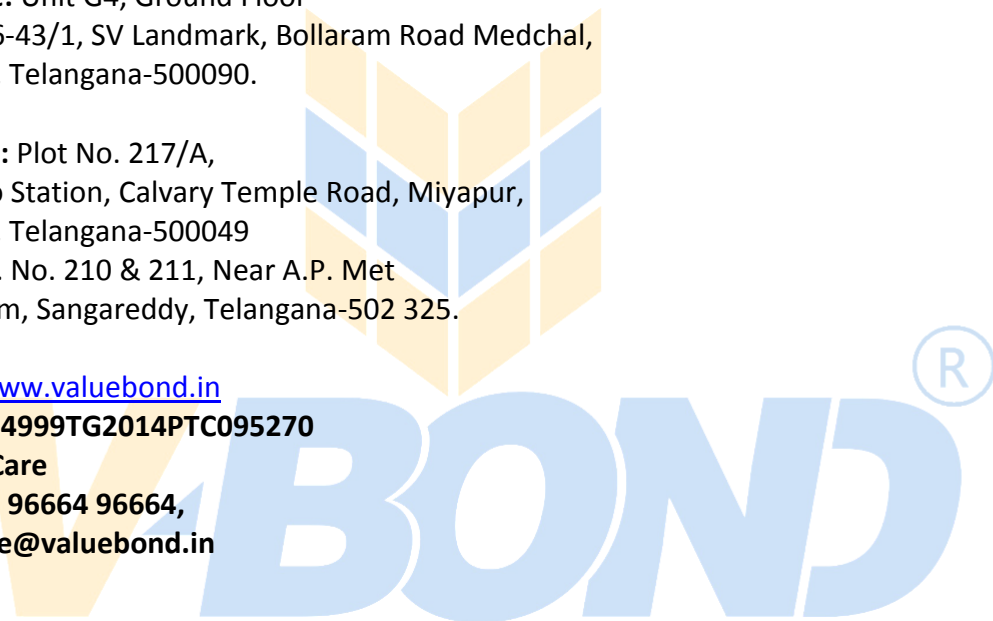 Unit G4, Ground Floor
6-43/1, SV Landmark, Bollaram Road Medchal,
Telangana-500090.
: Plot No. 217/A,
Station, Calvary Temple Road, Miyapur,
Telangana-500049
. No. 210 & 211, Near A.P. Met
m, Sangareddy, Telangana-502 325.
ww.valuebond.in
4999TG2014PTC095270
Care
96664 96664,
e@valuebond.in
V-BOND®